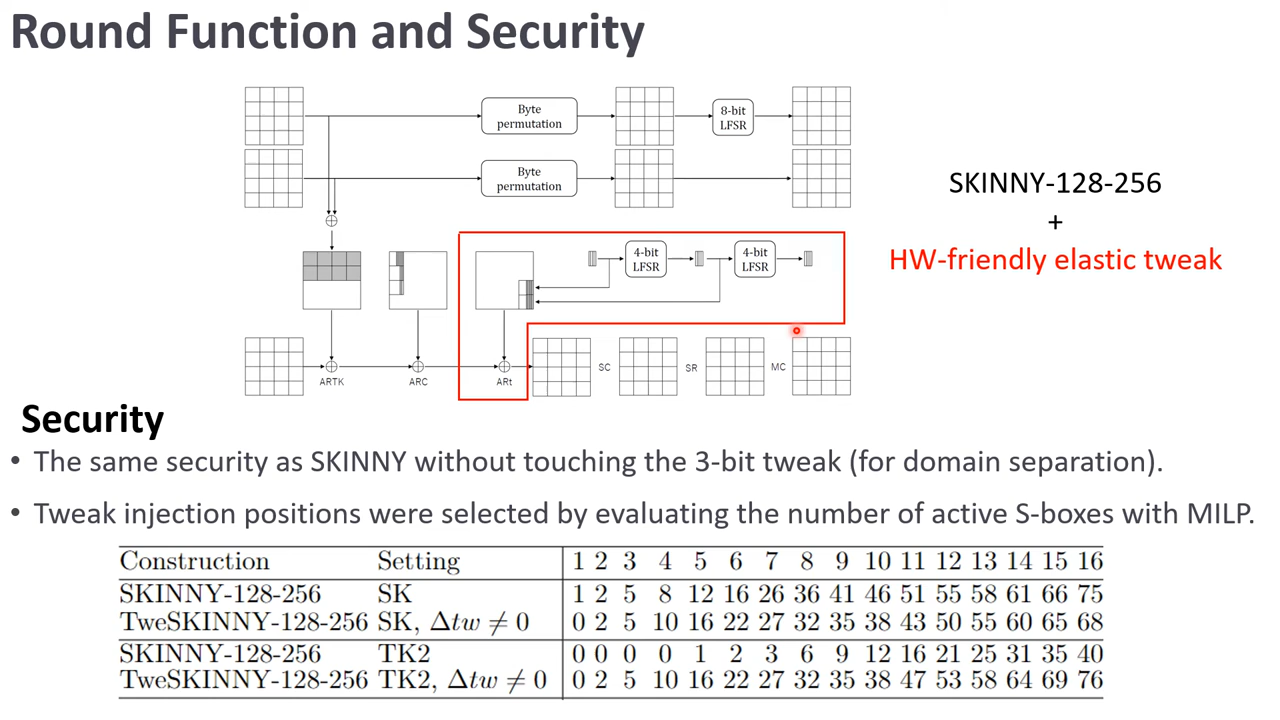 Round Function and Security
Byte
permutation
8-bit
LFSR
Byte
permutation
SKINNY-128-256
+
HW-friendly elastic tweak
4-bit
LFSR
4-bit
LFSR
ARTK
ARC
ARt
SC
SR
MC
Security
• The same security as SKINNY without touching the 3-bit tweak (for domain separation).
• Tweak injection positions were selected by evaluating the number of active S-boxes with MILP.
Construction Setting 1 2 3 4 5 6 7 8 9 10 11 12 13 14 15 16
SKINNY-128-256 SK 1 2 5 8 12 16 26 36 41 46 51 55 58 61 66 75
TweSKINNY-128-256 SK, Δtw ≠ 0 0 2 5 10 16 22 27 32 35 38 43 50 55 60 65 68
SKINNY-128-256 TK2 0 0 0 0 1 2 3 6 9 12 16 21 25 31 35 40
TweSKINNY-128-256 TK2, Δtw ≠ 0 0 2 5 10 16 22 27 32 35 38 47 53 58 64 69 76